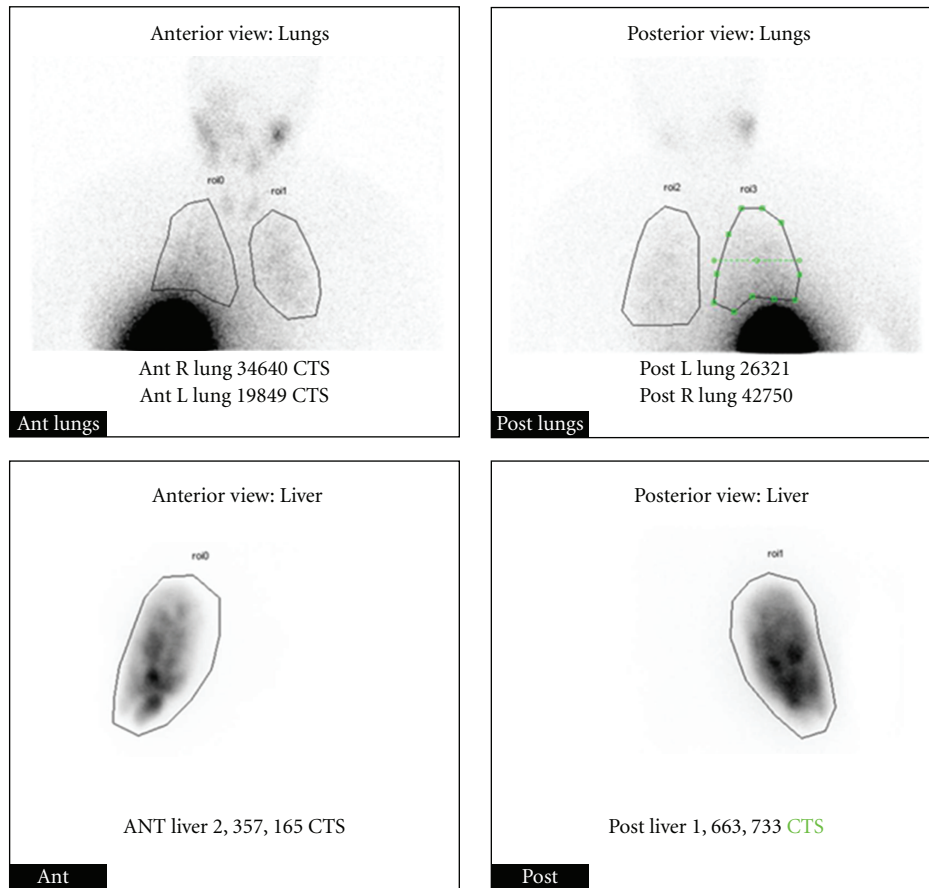 Anterior view: Lungs
roi0
roi1
Ant R lung 34640 CTS
Ant L lung 19849 CTS
Ant lungs
Posterior view: Lungs
roi2
roi3
Post L lung 26321
Post R lung 42750
Post lungs
Anterior view: Liver
roi0
ANT liver 2, 357, 165 CTS
Ant
Posterior view: Liver
roi1
Post liver 1, 663, 733 CTS
Post